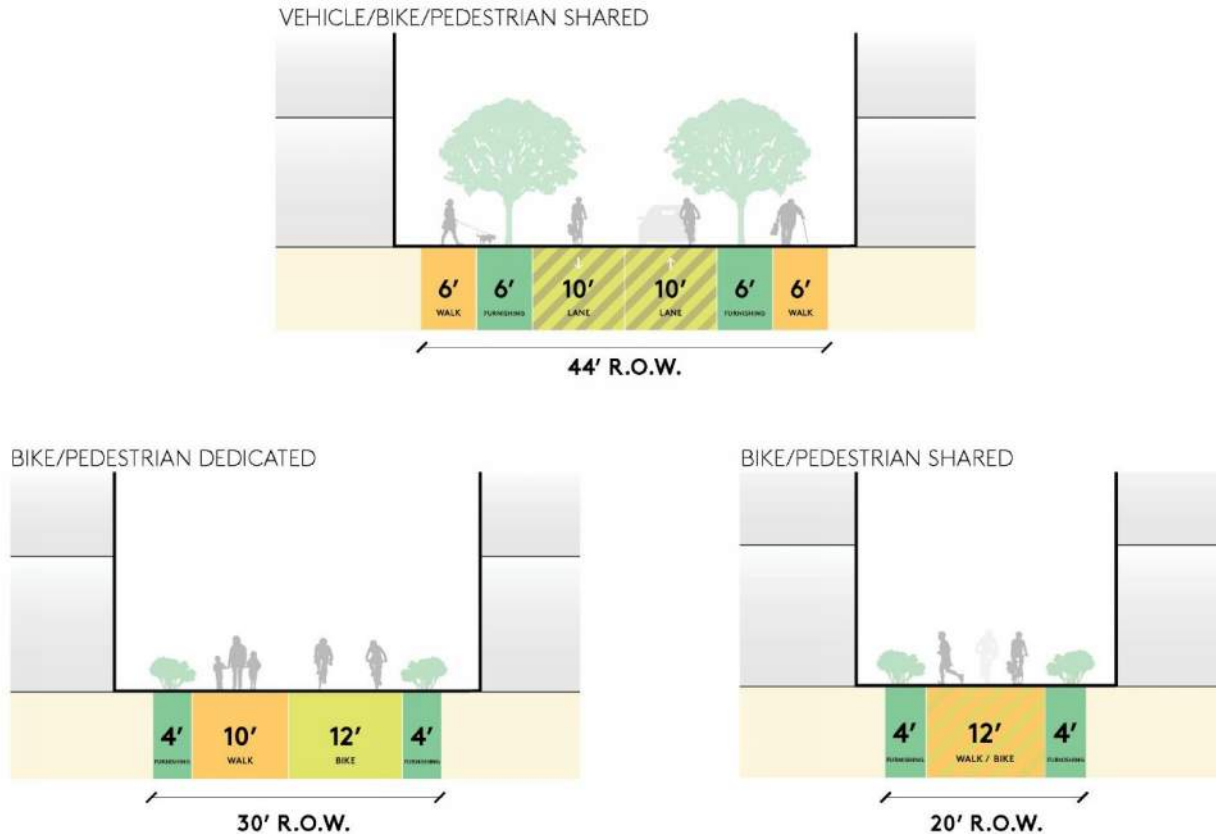 VEHICLE/BIKE/PEDESTRIAN SHARED
6' 6' 10' 10' 6' 6'
WALK FURNISHING LANE LANE FURNISHING WALK
44' R.O.W.
BIKE/PEDESTRIAN DEDICATED
4' 10' 12' 4'
FURNISHING WALK BIKE FURNISHING
30' R.O.W.
BIKE/PEDESTRIAN SHARED
4' 12' 4'
FURNISHING WALK / BIKE FURNISHING
20' R.O.W.